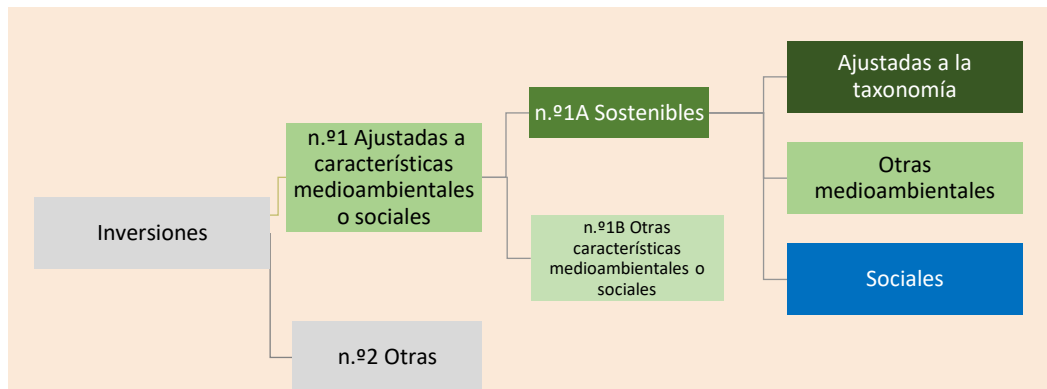 Inversiones
n.º1 Ajustadas a
características
medioambientales
o sociales
n.º2 Otras
n.º1A Sostenibles
n.º1B Otras
características
medioambientales o
sociales
Ajustadas a la
taxonomía
Otras
medioambientales
Sociales